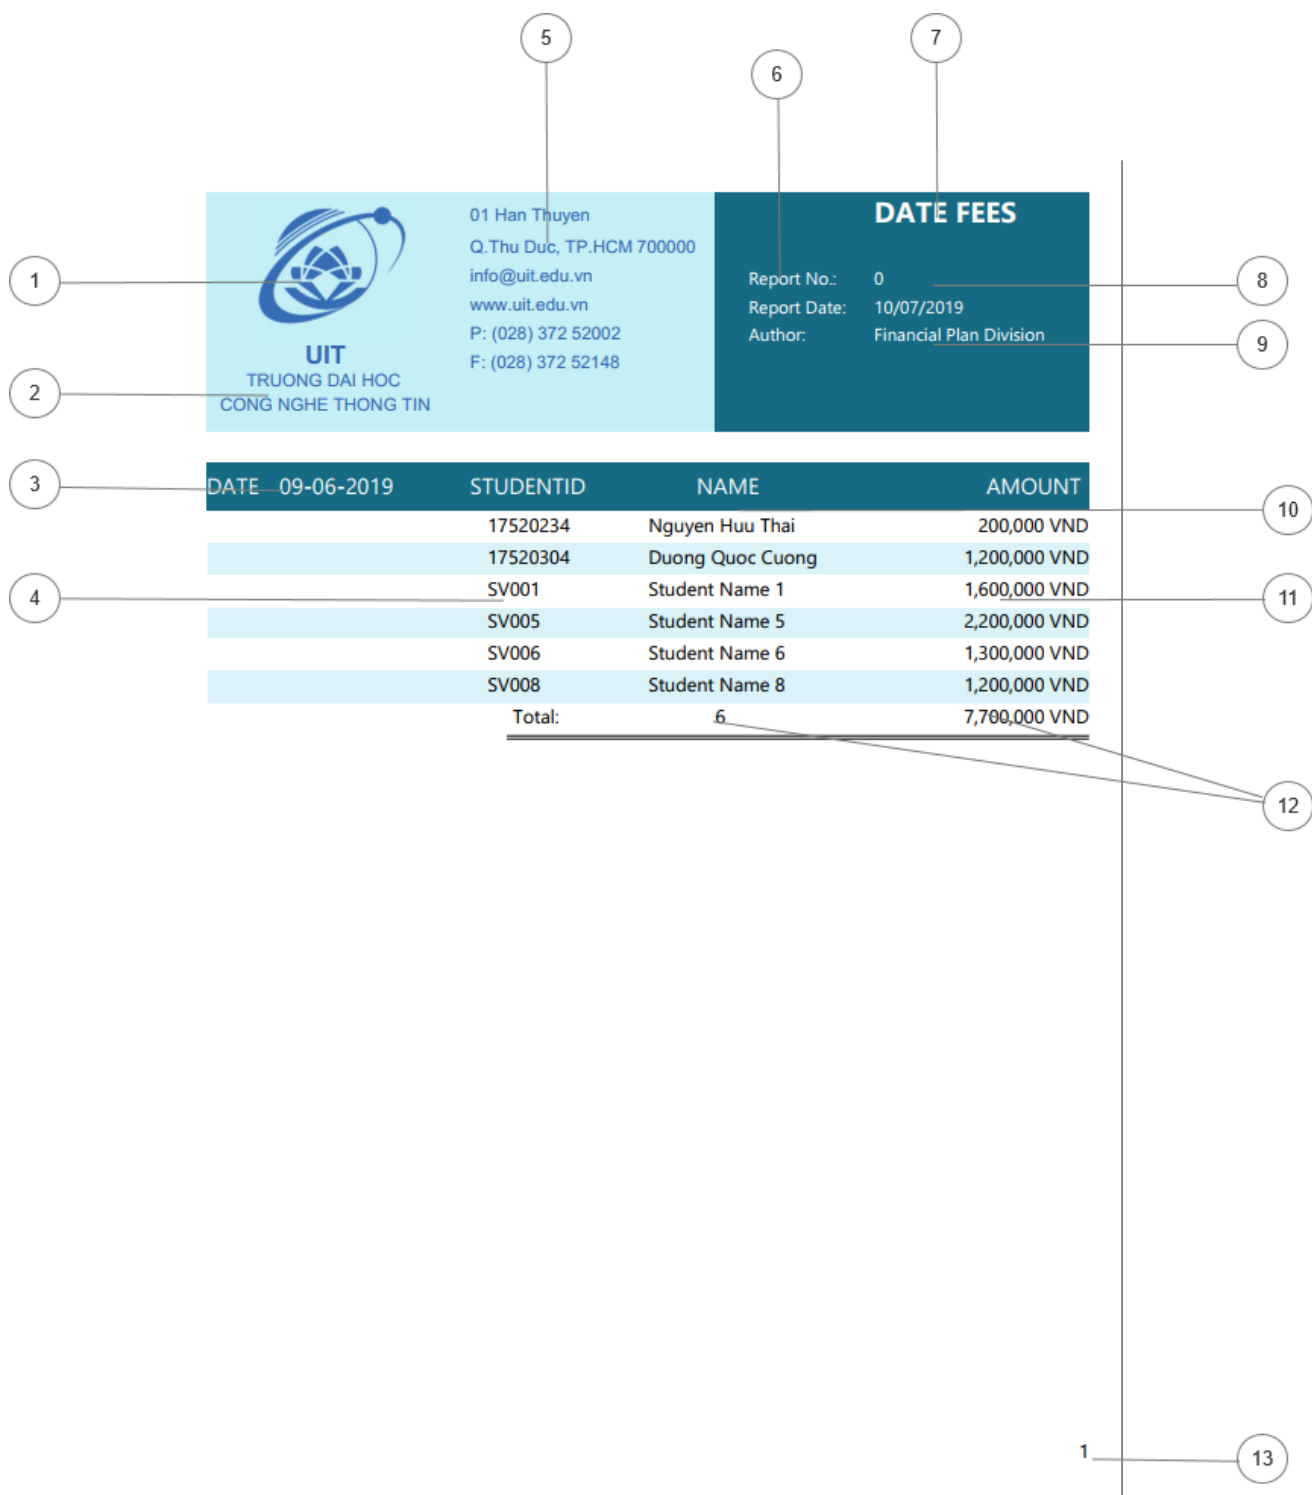 5
7
6
DATE FEES
01 Han Thuyen
Q.Thu Duc, TP.HCM 700000
info@uit.edu.vn
www.uit.edu.vn
P: (028) 372 52002
F: (028) 372 52148
1
Report No.: 0
8
Report Date: 10/07/2019
Author: Financial Plan Division
9
UIT
TRUONG DAI HOC
CONG NGHE THONG TIN
2
3
DATE 09-06-2019 STUDENTID NAME AMOUNT
10
17520234 Nguyen Huu Thai 200,000 VND
17520304 Duong Quoc Cuong 1,200,000 VND
4
SV001 Student Name 1 1,600,000 VND
11
SV005 Student Name 5 2,200,000 VND
SV006 Student Name 6 1,300,000 VND
SV008 Student Name 8 1,200,000 VND
Total: 6 7,700,000 VND
12
1
13